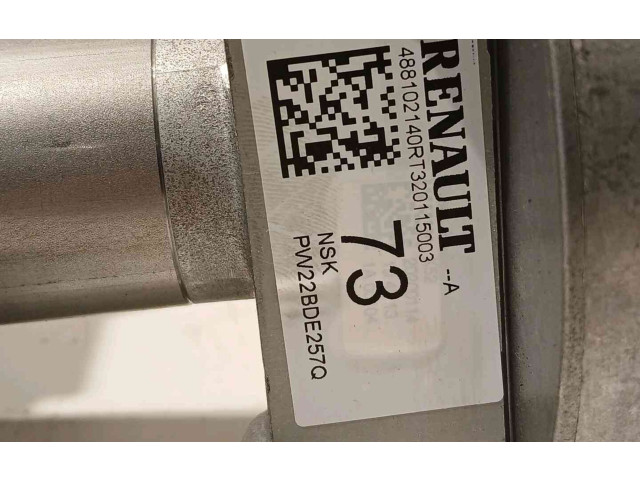 RENAULT --A
488102140RT320115003
73
NSK
PW22BDE257Q